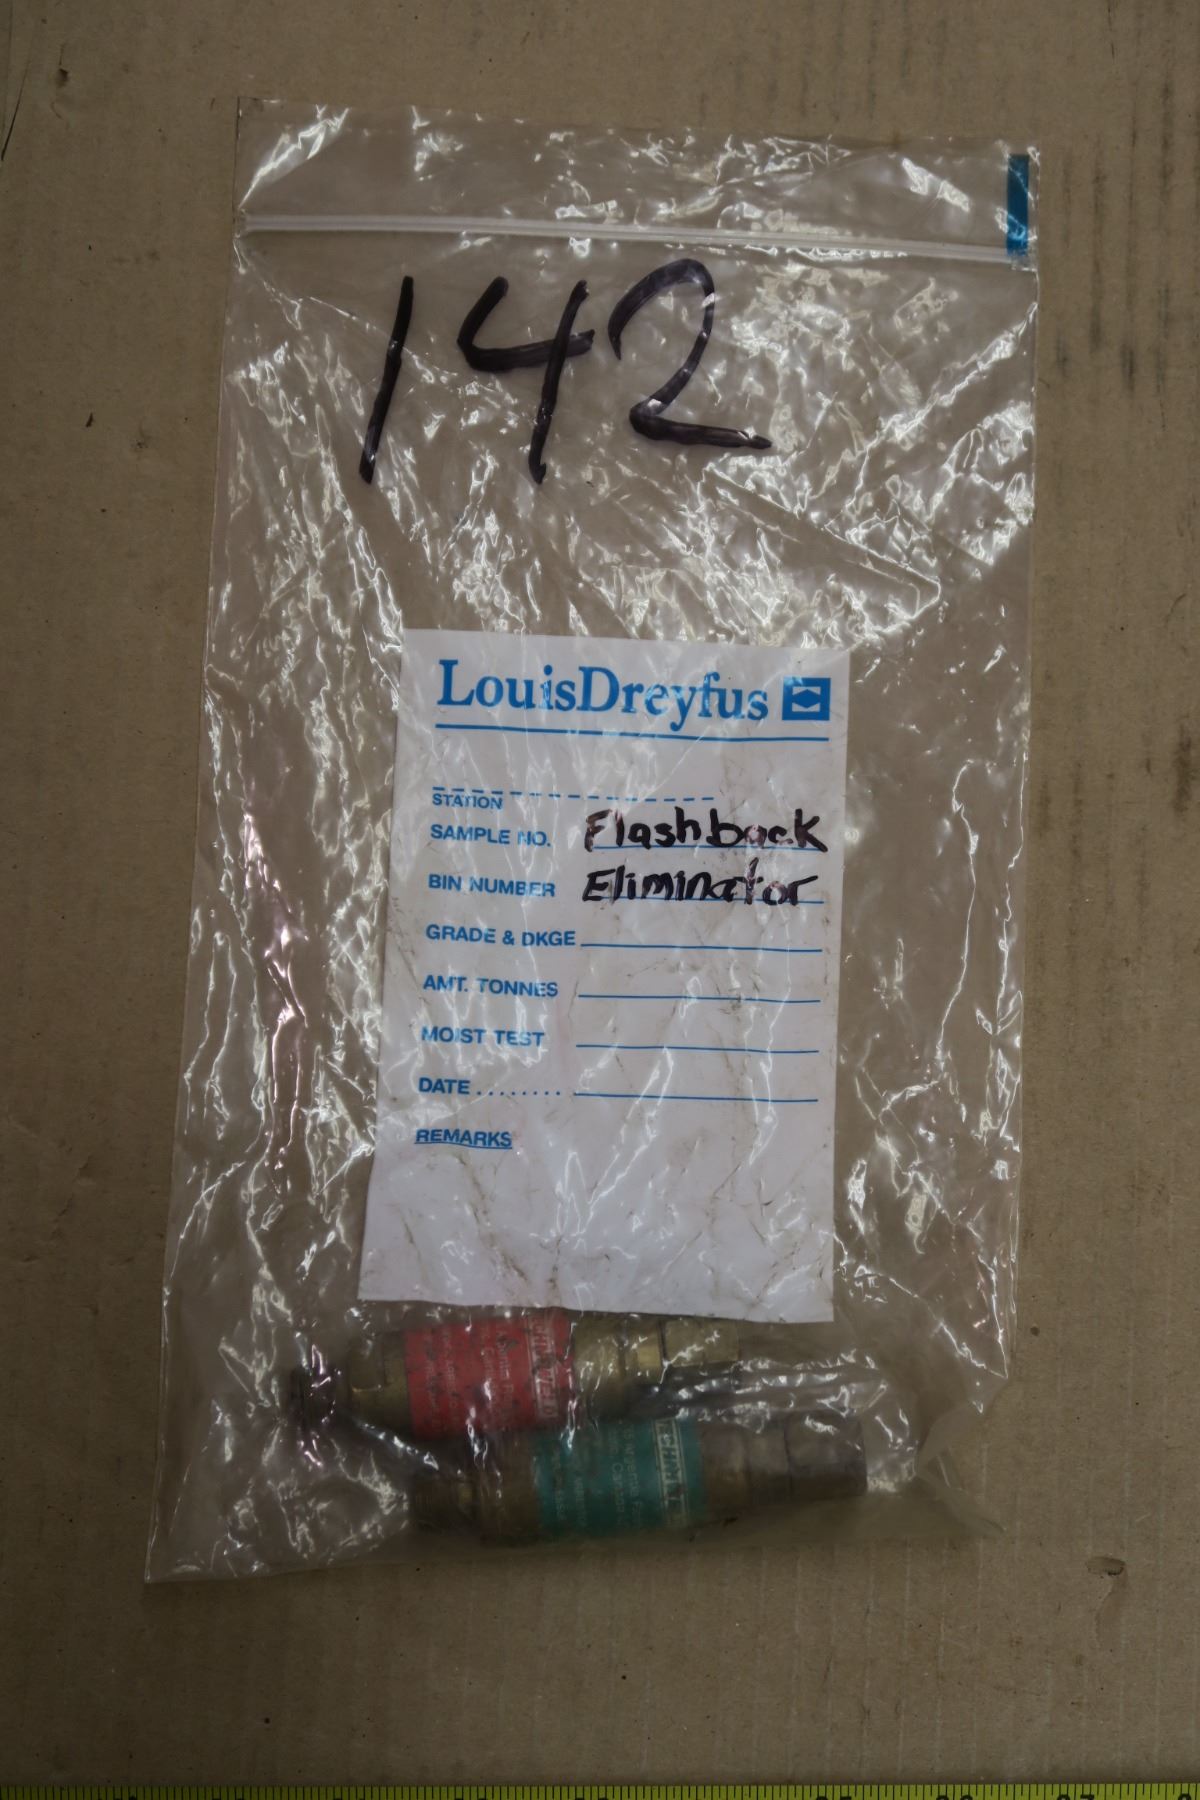 142
LouisDreyfus
STATION
SAMPLE NO. Flashback
BIN NUMBER Eliminator
GRADE & DKGE
AMT. TONNES
MOIST TEST
DATE ........
REMARKS